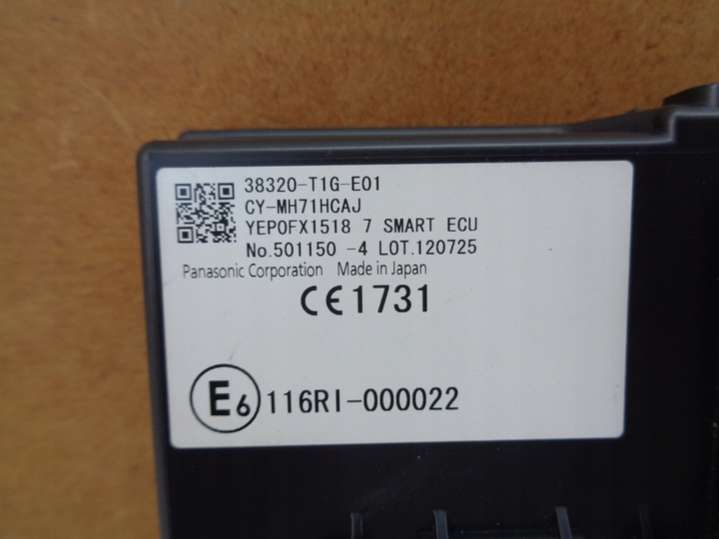 38320-T1G-E01
CY-MH71HCAJ
YEP0FX1518 7 SMART ECU
No.501150 -4 LOT.120725
Panasonic Corporation Made in Japan
CE1731
E6 116RI-000022